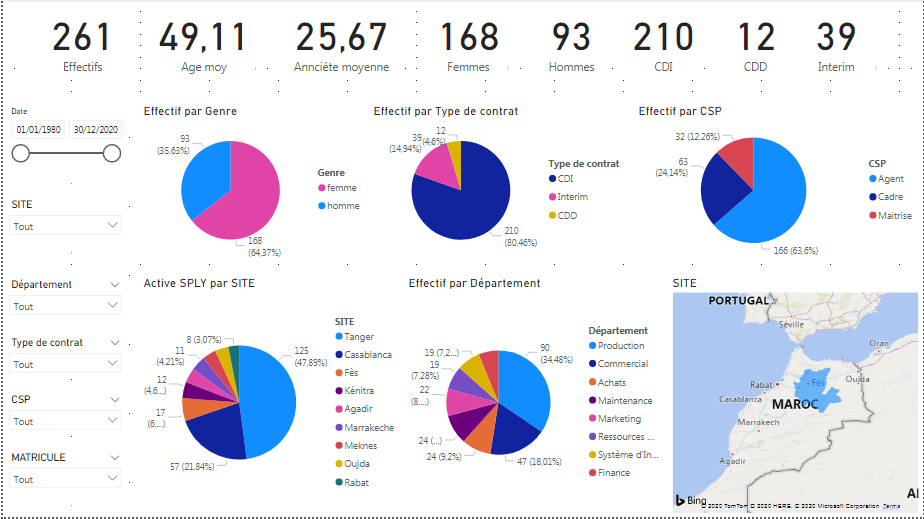 261
Effectifs
49,11
Age moy
25,67
Annciéte moyenne
168
Femmes
93
Hommes
210
CDI
12
CDD
39
Interim
Date
01/01/1980
30/12/2020
SITE
Tout
Département
Tout
Type de contrat
Tout
CSP
Tout
MATRICULE
Tout
Effectif par Genre
93
(35,63%)
168
(64,37%)
Genre
femme
homme
Effectif par Type de contrat
39
(14,94%)
12
(4,6%)
210
(80,46%)
Type de contrat
CDI
Interim
CDD
Effectif par CSP
32 (12,26%)
63
(24,14%)
166 (63,6%)
CSP
Agent
Cadre
Maitrise
Active SPLY par SITE
8 (3,07%)
11
(4,21%)
12
(4,6...)
17
(6,...)
57 (21,84%)
125
(47,89%)
SITE
Tanger
Casablanca
Fès
Kénitra
Agadir
Marrakeche
Meknes
Oujda
Rabat
Effectif par Département
19 (7,2...)
19
(7,28%)
22
(8,...)
24 (...)
24 (9,2%)
47 (18,01%)
90
(34,48%)
Département
Production
Commercial
Achats
Maintenance
Marketing
Ressources ...
Système d'In...
Finance
SITE
PORTUGAL
Séville
Oran
Rabat
Fès
Oujda
Casablanca
MAROC
Marrakech
Agadir
Bing
© 2020 TomTom © 2020 HERE, © 2020 Microsoft Corporation Terms